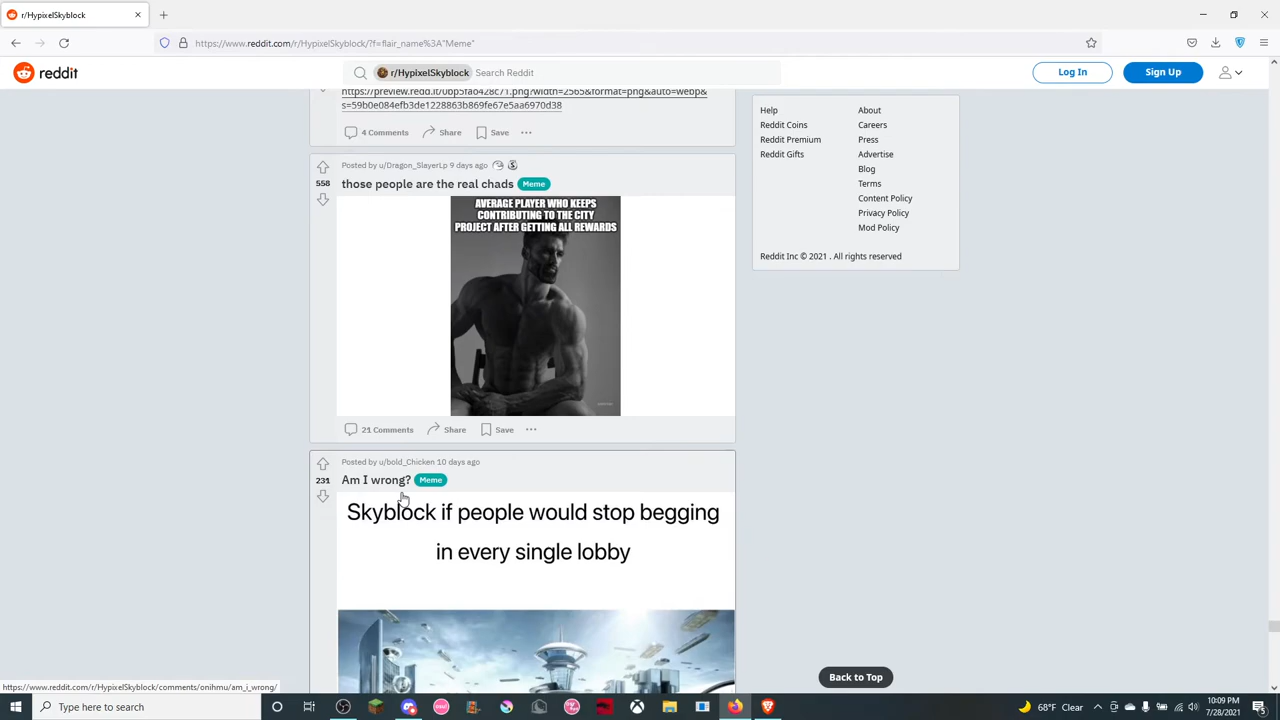 r/HypixelSkyblock
https://www.reddit.com/r/HypixelSkyblock/?f=flair_name%3A"Meme"
reddit
r/HypixelSkyblock Search Reddit
Log In
Sign Up
s=59b0e084efb3de1228863b869fe67e5aa6970d38
4 Comments Share Save
Help
About
Reddit Coins
Careers
Reddit Premium
Press
Reddit Gifts
Advertise
Blog
Terms
Content Policy
Privacy Policy
Mod Policy
Reddit Inc © 2021 . All rights reserved
Posted by u/Dragon_SlayerLp 9 days ago
558
those people are the real chads Meme
AVERAGE PLAYER WHO KEEPS
CONTRIBUTING TO THE CITY
PROJECT AFTER GETTING ALL REWARDS
21 Comments Share Save
Posted by u/bold_Chicken 10 days ago
231
Am I wrong? Meme
Skyblock if people would stop begging
in every single lobby
Back to Top
https://www.reddit.com/r/HypixelSkyblock/comments/onihmu/am_i_wrong/
Type here to search
68°F Clear
10:09 PM
7/28/2021